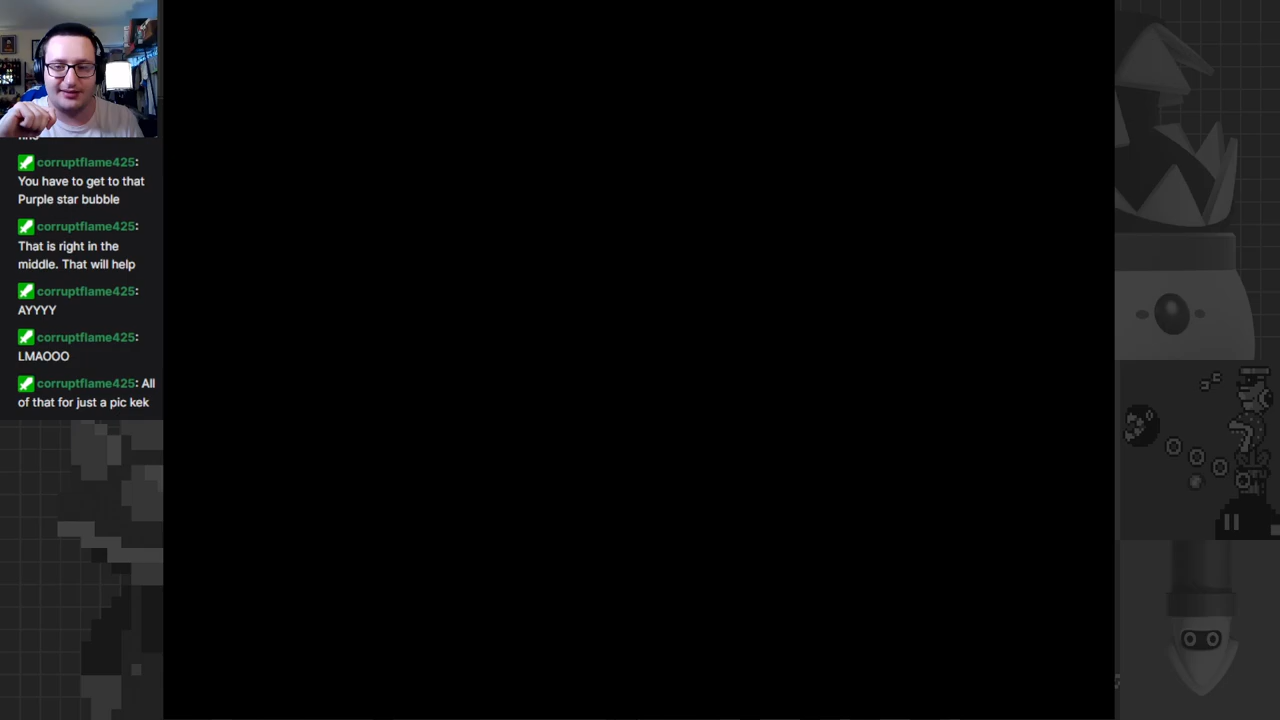 corruptflame425:
You have to get to that
Purple star bubble
corruptflame425:
That is right in the
middle. That will help
corruptflame425:
AYYYY
corruptflame425:
LMAOOO
corruptflame425: All
of that for just a pic kek